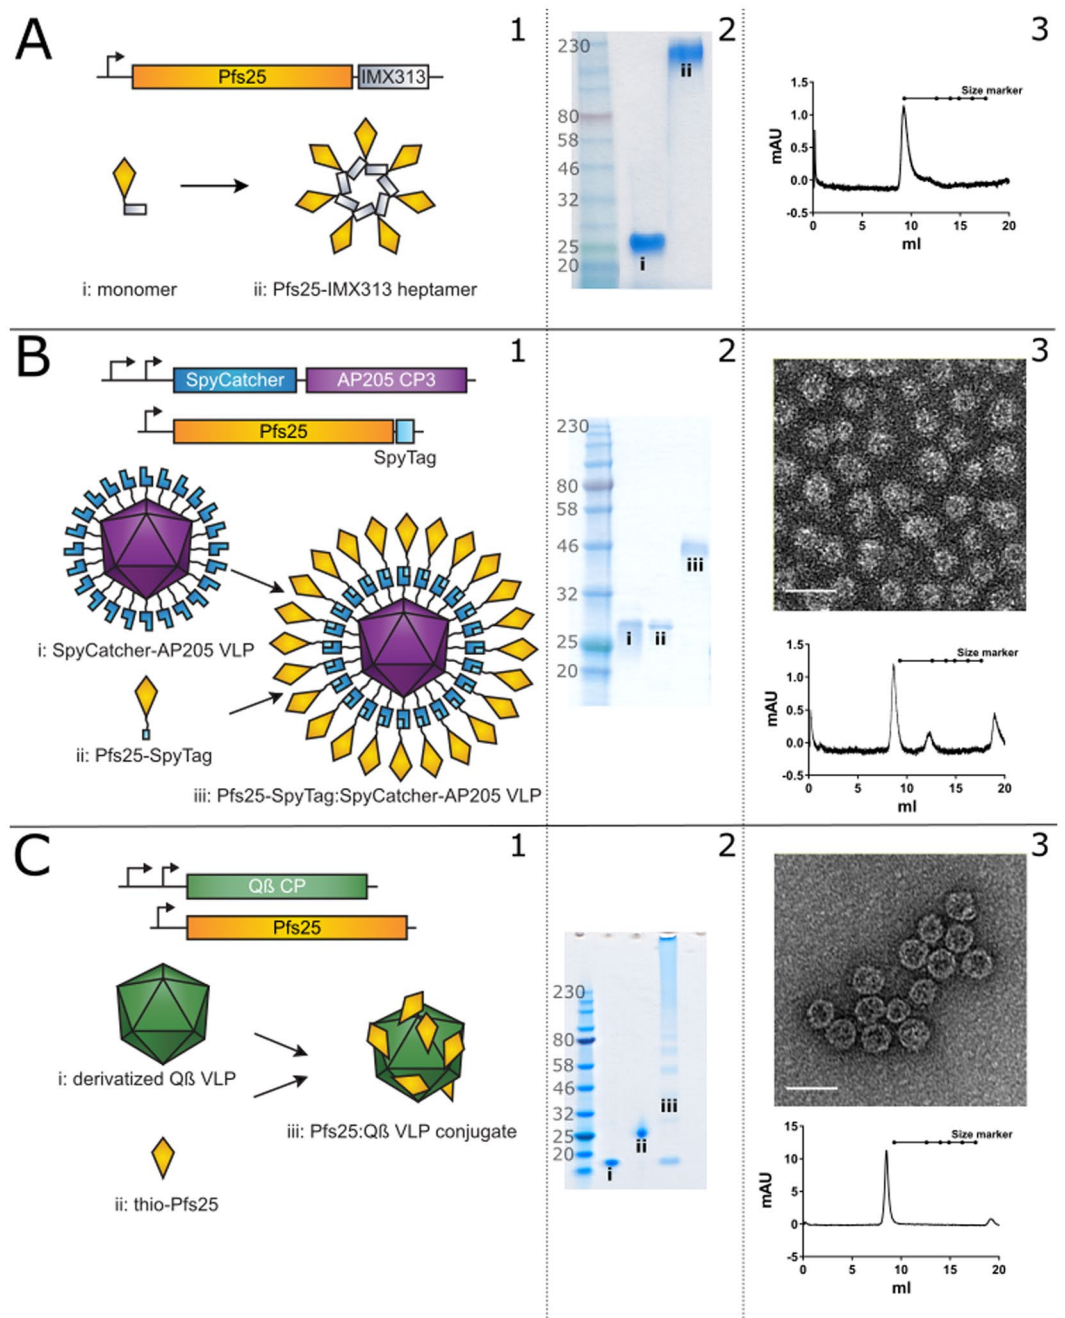 A
1
Pfs25
IMX313
i: monomer
ii: Pfs25-IMX313 heptamer
2
230
80
58
46
32
25
20
i
ii
3
1.5
1.0
0.5
0.0
-0.5
mAU
Size marker
0 5 10 15 20
ml
B
1
SpyCatcher
AP205 CP3
Pfs25
SpyTag
i: SpyCatcher-AP205 VLP
ii: Pfs25-SpyTag
iii: Pfs25-SpyTag:SpyCatcher-AP205 VLP
2
230
80
58
46
32
25
20
i
ii
iii
3
1.5
1.0
0.5
0.0
-0.5
mAU
Size marker
0 5 10 15 20
ml
C
1
Qß CP
Pfs25
i: derivatized Qß VLP
ii: thio-Pfs25
iii: Pfs25:Qß VLP conjugate
2
230
80
58
46
32
25
20
i
ii
iii
3
15
10
5
0
-5
mAU
Size marker
0 5 10 15 20
ml